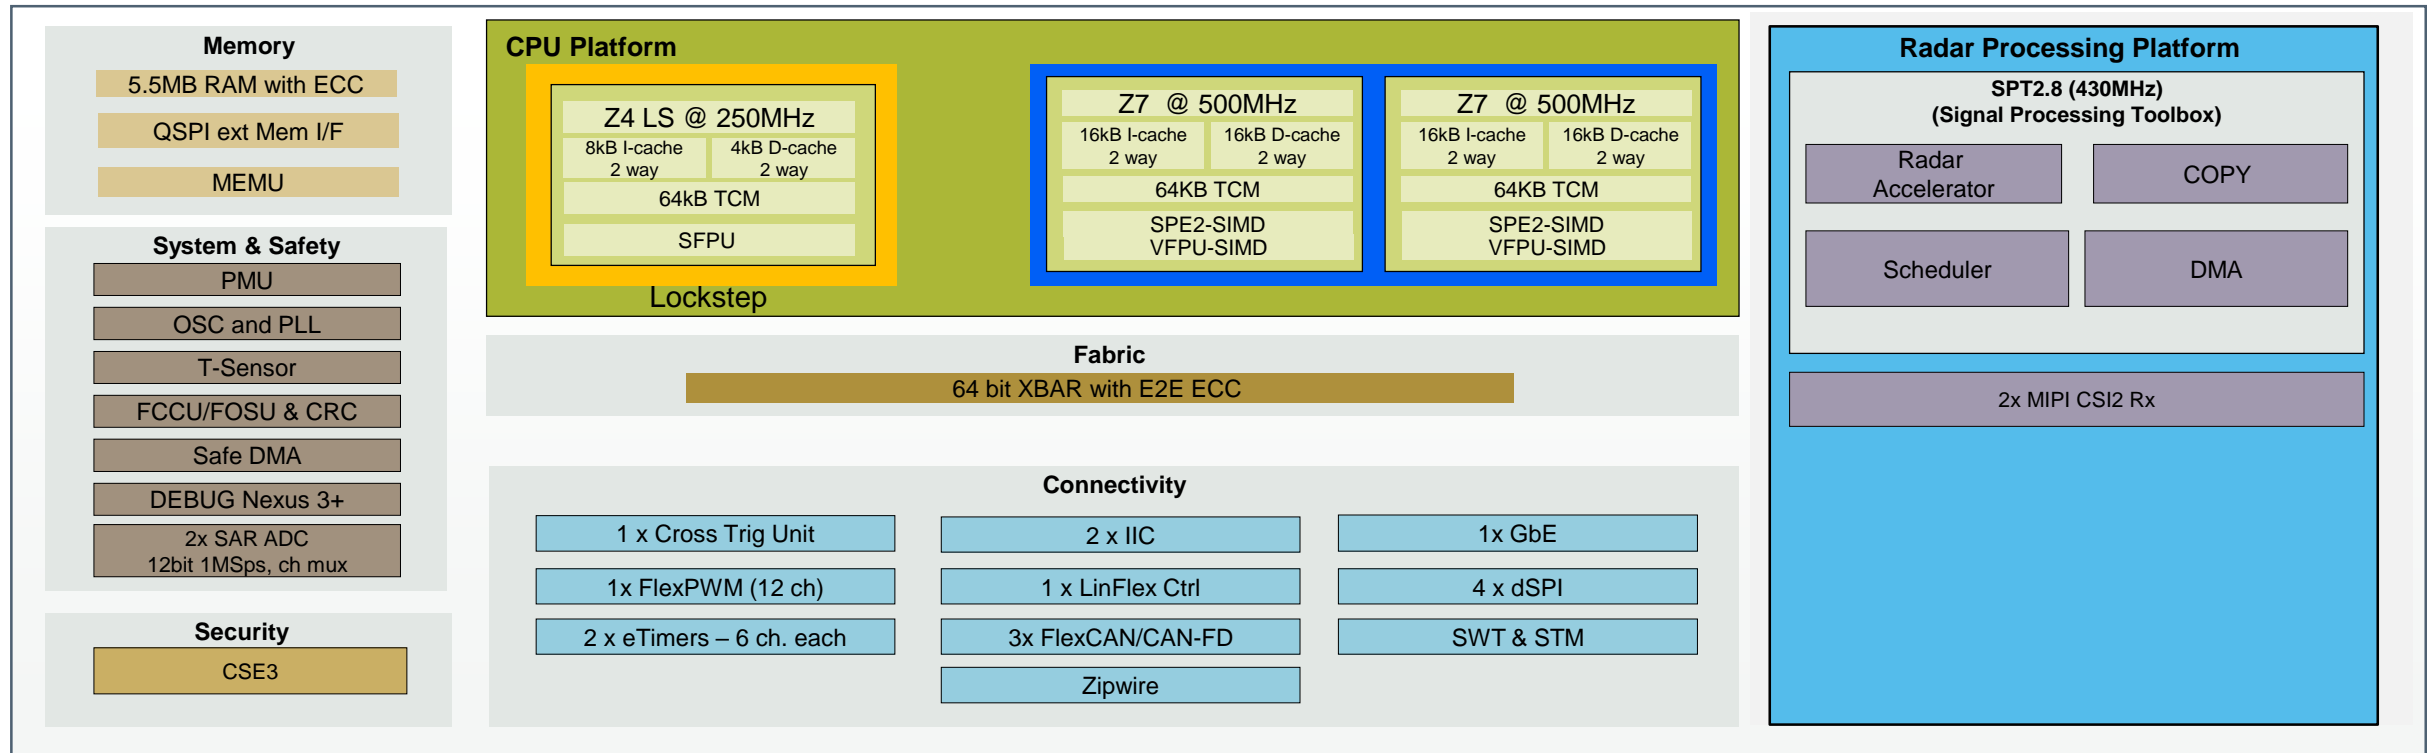 Memory
5.5MB RAM with ECC
QSPI ext Mem I/F
MEMU
System & Safety
PMU
OSC and PLL
T-Sensor
FCCU/FOSU & CRC
Safe DMA
DEBUG Nexus 3+
2x SAR ADC
12bit 1MSps, ch mux
Security
CSE3
CPU Platform
Z4 LS @ 250MHz
8kB I-cache
2 way
4kB D-cache
2 way
64kB TCM
SFPU
Lockstep
Z7 @ 500MHz
16kB I-cache
2 way
16kB D-cache
2 way
64KB TCM
SPE2-SIMD
VFPU-SIMD
Z7 @ 500MHz
16kB I-cache
2 way
16kB D-cache
2 way
64KB TCM
SPE2-SIMD
VFPU-SIMD
Fabric
64 bit XBAR with E2E ECC
Connectivity
1 x Cross Trig Unit
2 x IIC
1x GbE
1x FlexPWM (12 ch)
1 x LinFlex Ctrl
4 x dSPI
2 x eTimers – 6 ch. each
3x FlexCAN/CAN-FD
SWT & STM
Zipwire
Radar Processing Platform
SPT2.8 (430MHz)
(Signal Processing Toolbox)
Radar
Accelerator
COPY
Scheduler
DMA
2x MIPI CSI2 Rx